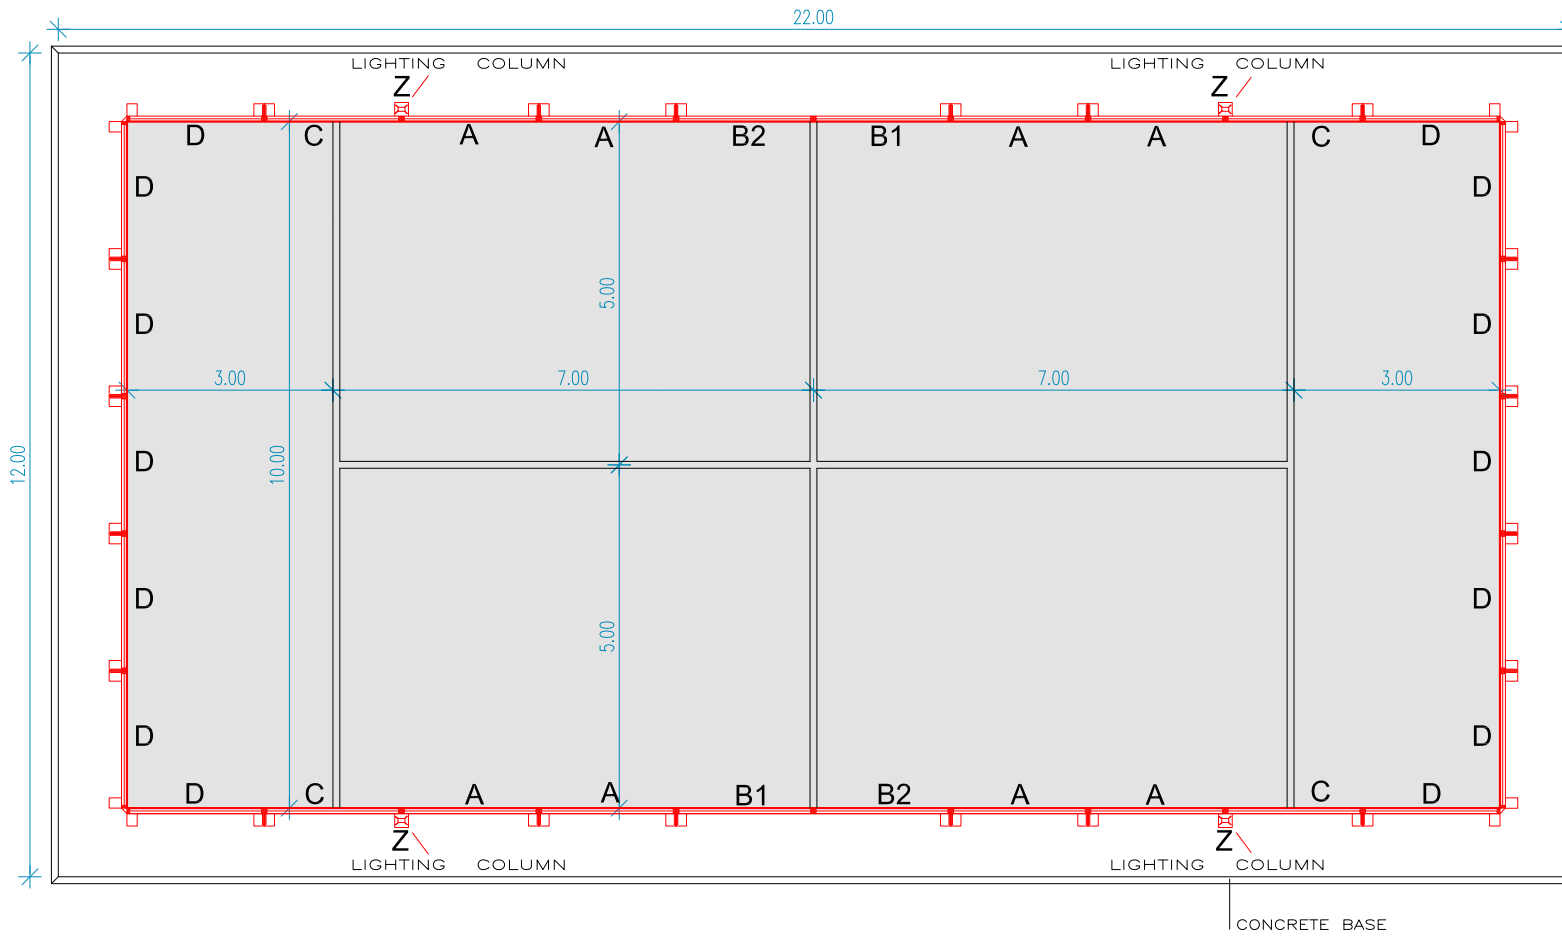 22.00
LIGHTING COLUMN LIGHTING COLUMN
Z Z
D C A A B2 B1 A A C D
D D
5.00
D D
3.00 7.00 7.00 3.00
12.00 10.00
D D
D D
5.00
D D
D C A A B1 B2 A A C D
Z Z
LIGHTING COLUMN LIGHTING COLUMN
CONCRETE BASE